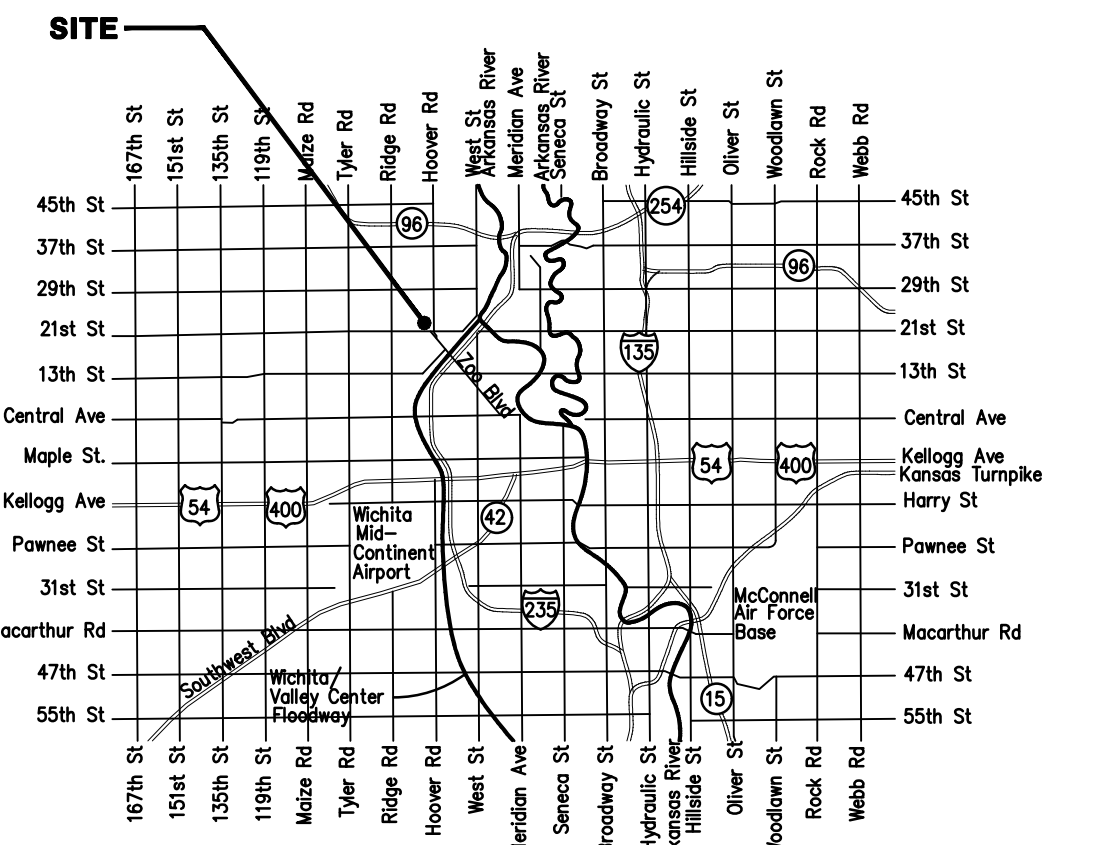 SITE
167th St
151st St
135th St
119th St
Maize Rd
Tyler Rd
Ridge Rd
Hoover Rd
West St
Arkansas River
Meridian Ave
Arkansas River
Seneca St
Broadway St
Hydraulic St
Hillside St
Oliver St
Woodlawn St
Rock Rd
Webb Rd
45th St
254
45th St
96
37th St
37th St
96
29th St
29th St
21st St
21st St
135
13th St
Zoo Blvd
13th St
Central Ave
Central Ave
Maple St.
54
400
Kellogg Ave
Kansas Turnpike
Kellogg Ave
54
400
42
Harry St
Wichita
Mid-
Continent
Airport
Pawnee St
Pawnee St
31st St
235
31st St
McConnell
Air Force
Base
acarthur Rd
Southwest Blvd
Macarthur Rd
47th St
Wichita/
Valley Center
Floodway
47th St
15
55th St
55th St
167th St
151st St
135th St
119th St
Maize Rd
Tyler Rd
Ridge Rd
Hoover Rd
West St
eridian Ave
Seneca St
roadway St
Hydraulic St
kansas River
Hillside St
Oliver St
oodlawn St
Rock Rd
Webb Rd